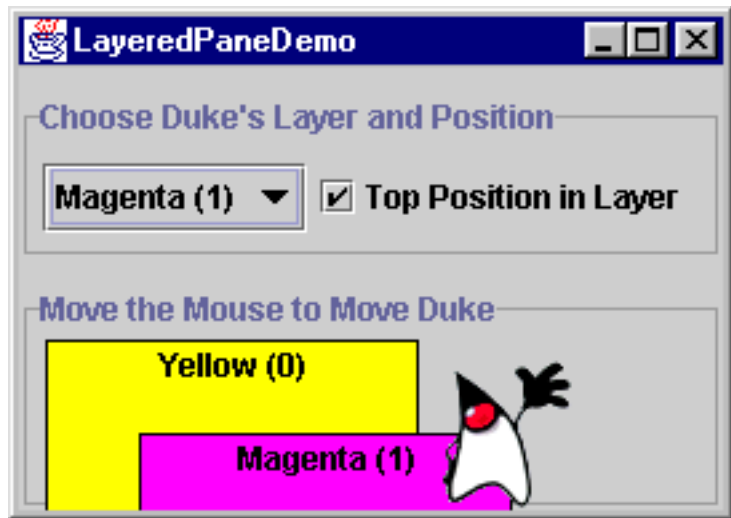 LayeredPaneDemo
Choose Duke's Layer and Position
Magenta (1) Top Position in Layer
Move the Mouse to Move Duke
Yellow (0)
Magenta (1)